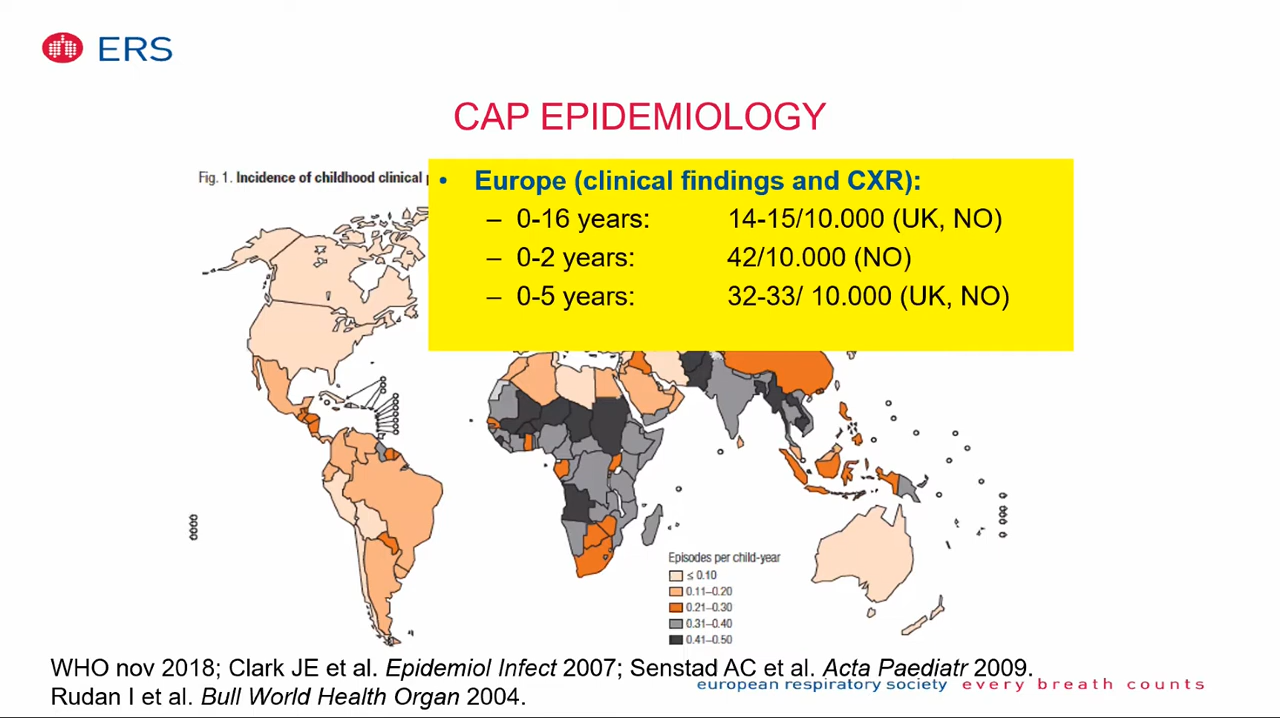 ERS
CAP EPIDEMIOLOGY
Fig. 1. Incidence of childhood clinical
• Europe (clinical findings and CXR):
– 0-16 years: 14-15/10.000 (UK, NO)
– 0-2 years: 42/10.000 (NO)
– 0-5 years: 32-33/ 10.000 (UK, NO)
Episodes per child-year
≤ 0.10
0.11–0.20
0.21–0.30
0.31–0.40
0.41–0.50
WHO nov 2018; Clark JE et al. Epidemiol Infect 2007; Senstad AC et al. Acta Paediatr 2009.
Rudan I et al. Bull World Health Organ 2004.
european respiratory society every breath counts